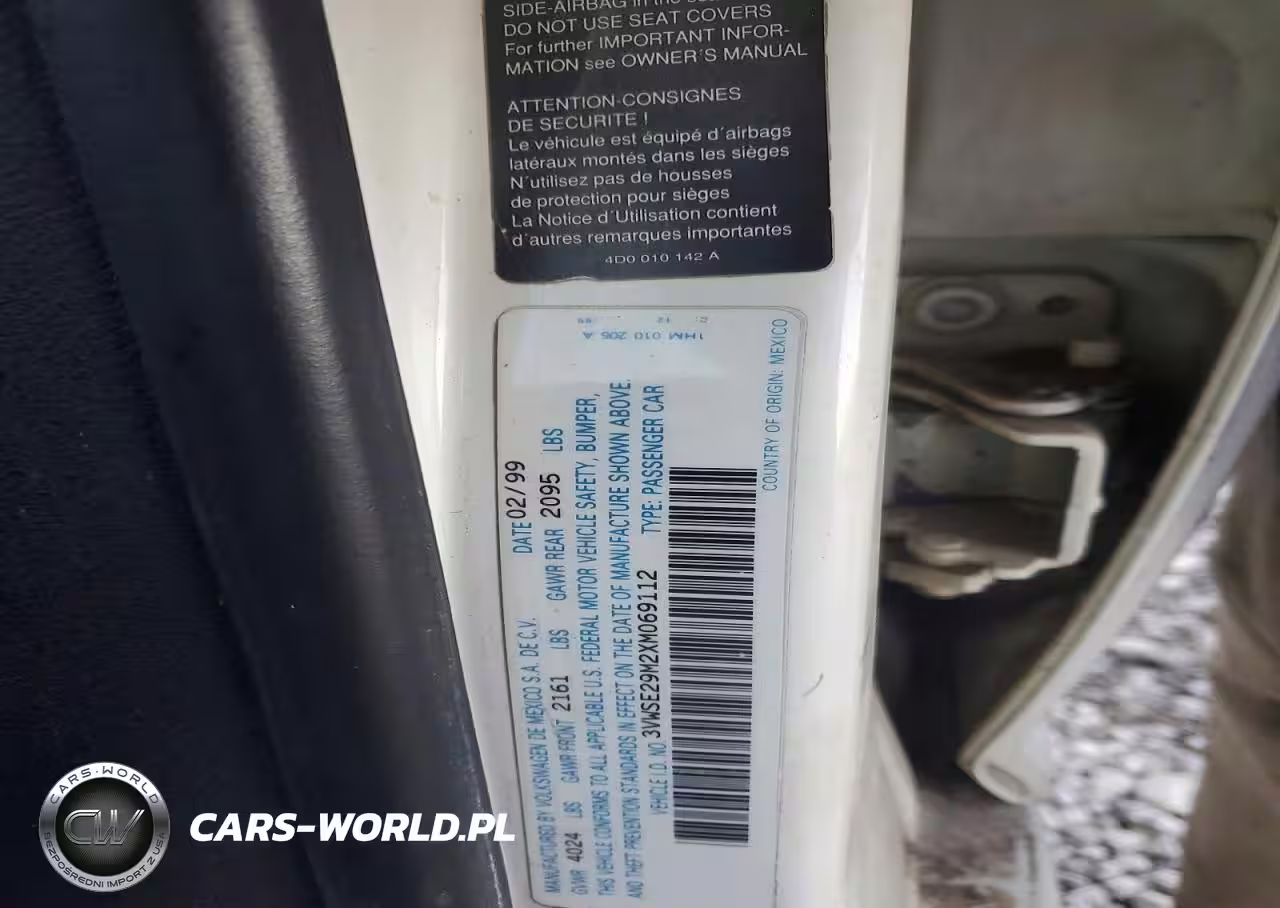 SIDE-AIRBAG in the
DO NOT USE SEAT COVERS
For further IMPORTANT INFOR-
MATION see OWNER´S MANUAL
ATTENTION-CONSIGNES
DE SECURITE !
Le véhicule est équipé d´airbags
latéraux montés dans les sièges
N´utilisez pas de housses
de protection pour sièges
La Notice d´Utilisation contient
d´autres remarques importantes
4D0 010 142 A
1HM 010 205 A
MANUFACTURED BY VOLKSWAGEN DE MEXICO S.A. DE C.V. DATE 02/99
GVWR 4024 LBS GAWR FRONT 2161 LBS GAWR REAR 2095 LBS
THIS VEHICLE CONFORMS TO ALL APPLICABLE U.S. FEDERAL MOTOR VEHICLE SAFETY, BUMPER,
AND THEFT PREVENTION STANDARDS IN EFFECT ON THE DATE OF MANUFACTURE SHOWN ABOVE.
VEHICLE I.D. NO 3VWSE29M2XM069112 TYPE: PASSENGER CAR
COUNTRY OF ORIGIN: MEXICO
CARS-WORLD
CW
BEZPOŚREDNI IMPORT Z USA
CARS-WORLD.PL